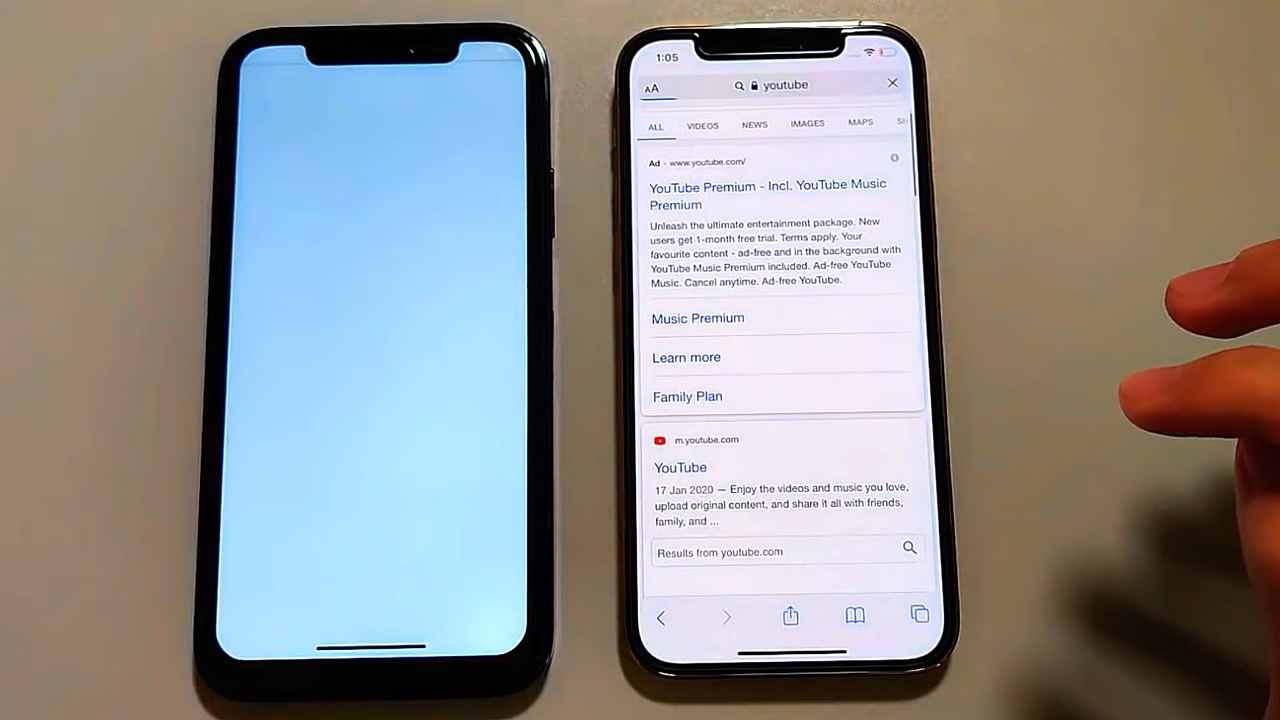 1:05
AA youtube
ALL VIDEOS NEWS IMAGES MAPS
Ad · www.youtube.com/
YouTube Premium - Incl. YouTube Music
Premium
Unleash the ultimate entertainment package. New
users get 1-month free trial. Terms apply. Your
favourite content - ad-free and in the background with
YouTube Music Premium included. Ad-free YouTube
Music. Cancel anytime. Ad-free YouTube.
Music Premium
Learn more
Family Plan
m.youtube.com
YouTube
17 Jan 2020 — Enjoy the videos and music you love,
upload original content, and share it all with friends,
family, and ...
Results from youtube.com